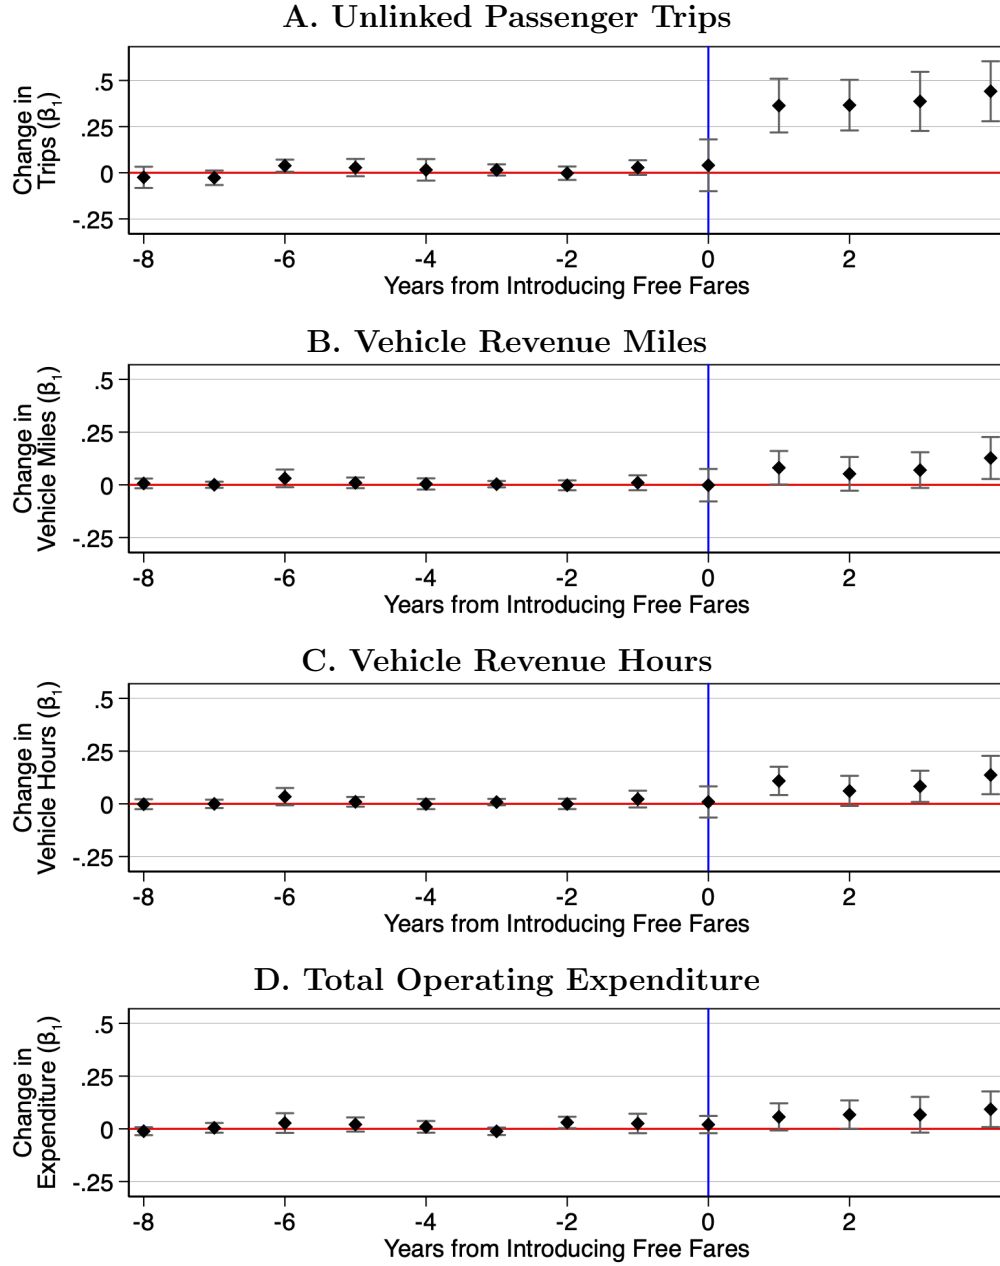 A. Unlinked Passenger Trips
Change in
Trips (β₁)
.5
.25
0
-.25
-8 -6 -4 -2 0 2
Years from Introducing Free Fares
B. Vehicle Revenue Miles
Change in
Vehicle Miles (β₁)
.5
.25
0
-.25
-8 -6 -4 -2 0 2
Years from Introducing Free Fares
C. Vehicle Revenue Hours
Change in
Vehicle Hours (β₁)
.5
.25
0
-.25
-8 -6 -4 -2 0 2
Years from Introducing Free Fares
D. Total Operating Expenditure
Change in
Expenditure (β₁)
.5
.25
0
-.25
-8 -6 -4 -2 0 2
Years from Introducing Free Fares